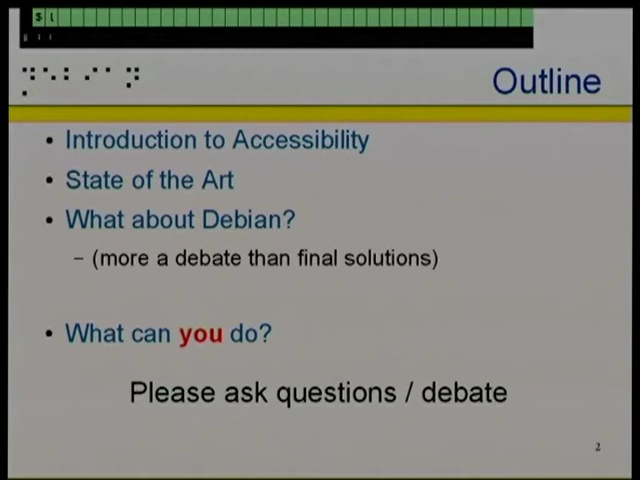 $ l
Outline
• Introduction to Accessibility
• State of the Art
• What about Debian?
– (more a debate than final solutions)
• What can you do?
Please ask questions / debate
2